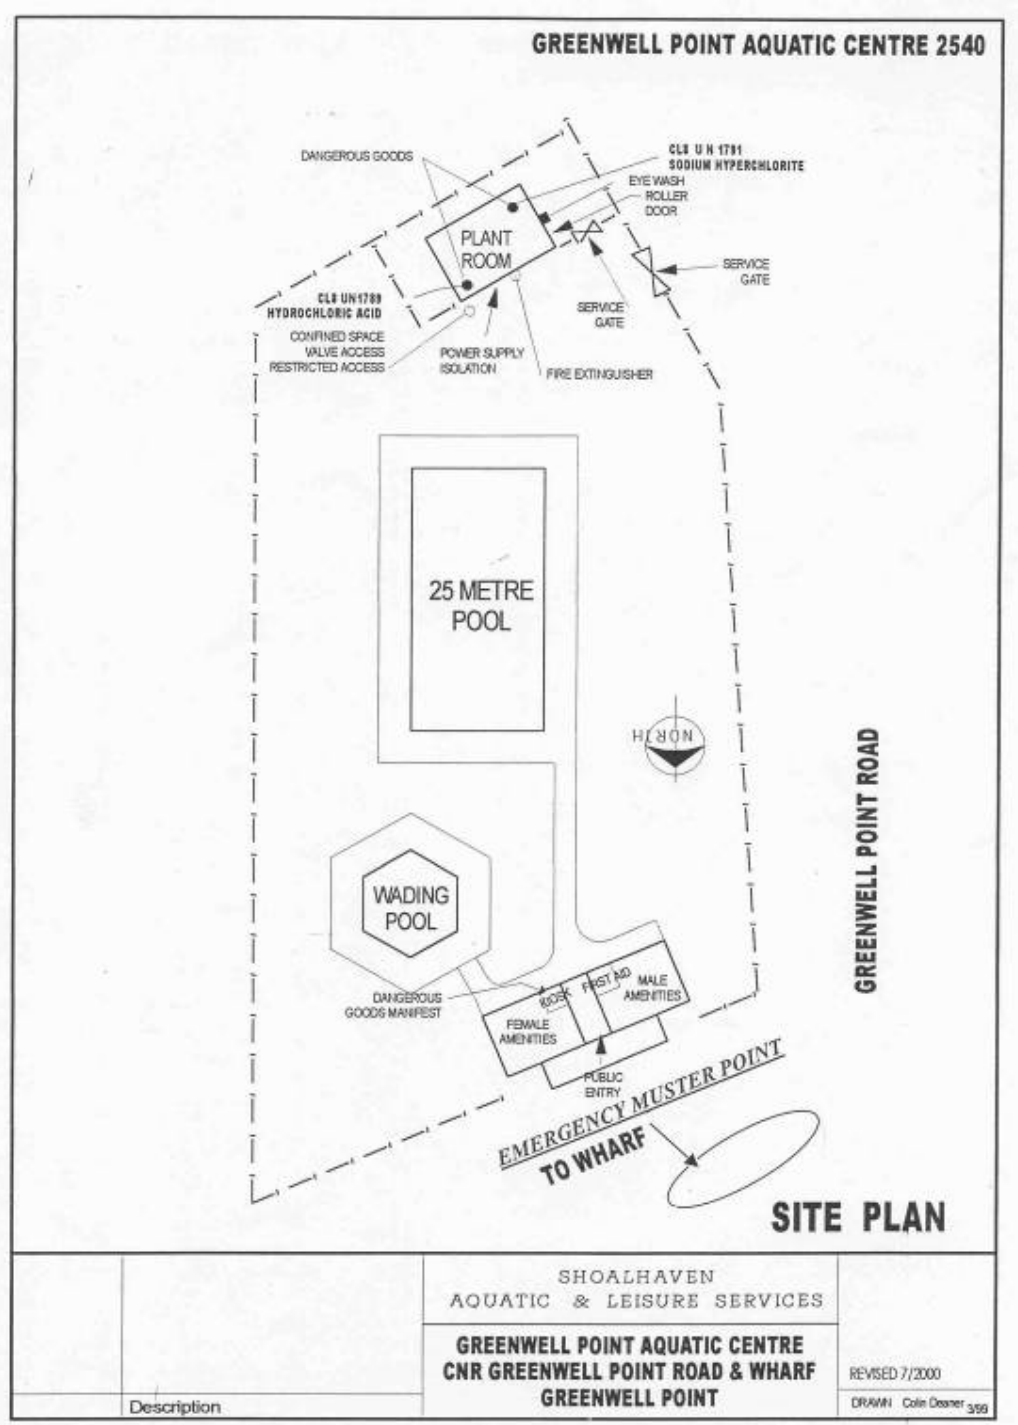 GREENWELL POINT AQUATIC CENTRE 2540
DANGEROUS GOODS
CL8 U N 1791
SODIUM HYPERCHLORITE
EYE WASH
ROLLER
DOOR
PLANT
ROOM
SERVICE
GATE
SERVICE
GATE
CL8 UN1789
HYDROCHLORIC ACID
CONFINED SPACE
VALVE ACCESS
RESTRICTED ACCESS
POWER SUPPLY
ISOLATION
FIRE EXTINGUISHER
25 METRE
POOL
NORTH
GREENWELL POINT ROAD
WADING
POOL
DANGEROUS
GOODS MANIFEST
KIOSK
FIRST AID
MALE
AMENITIES
FEMALE
AMENITIES
PUBLIC
ENTRY
EMERGENCY MUSTER POINT
TO WHARF
SITE PLAN
SHOALHAVEN
AQUATIC & LEISURE SERVICES
GREENWELL POINT AQUATIC CENTRE
CNR GREENWELL POINT ROAD & WHARF
GREENWELL POINT
REVISED 7/2000
Description
DRAWN Colin Deaner 3/99